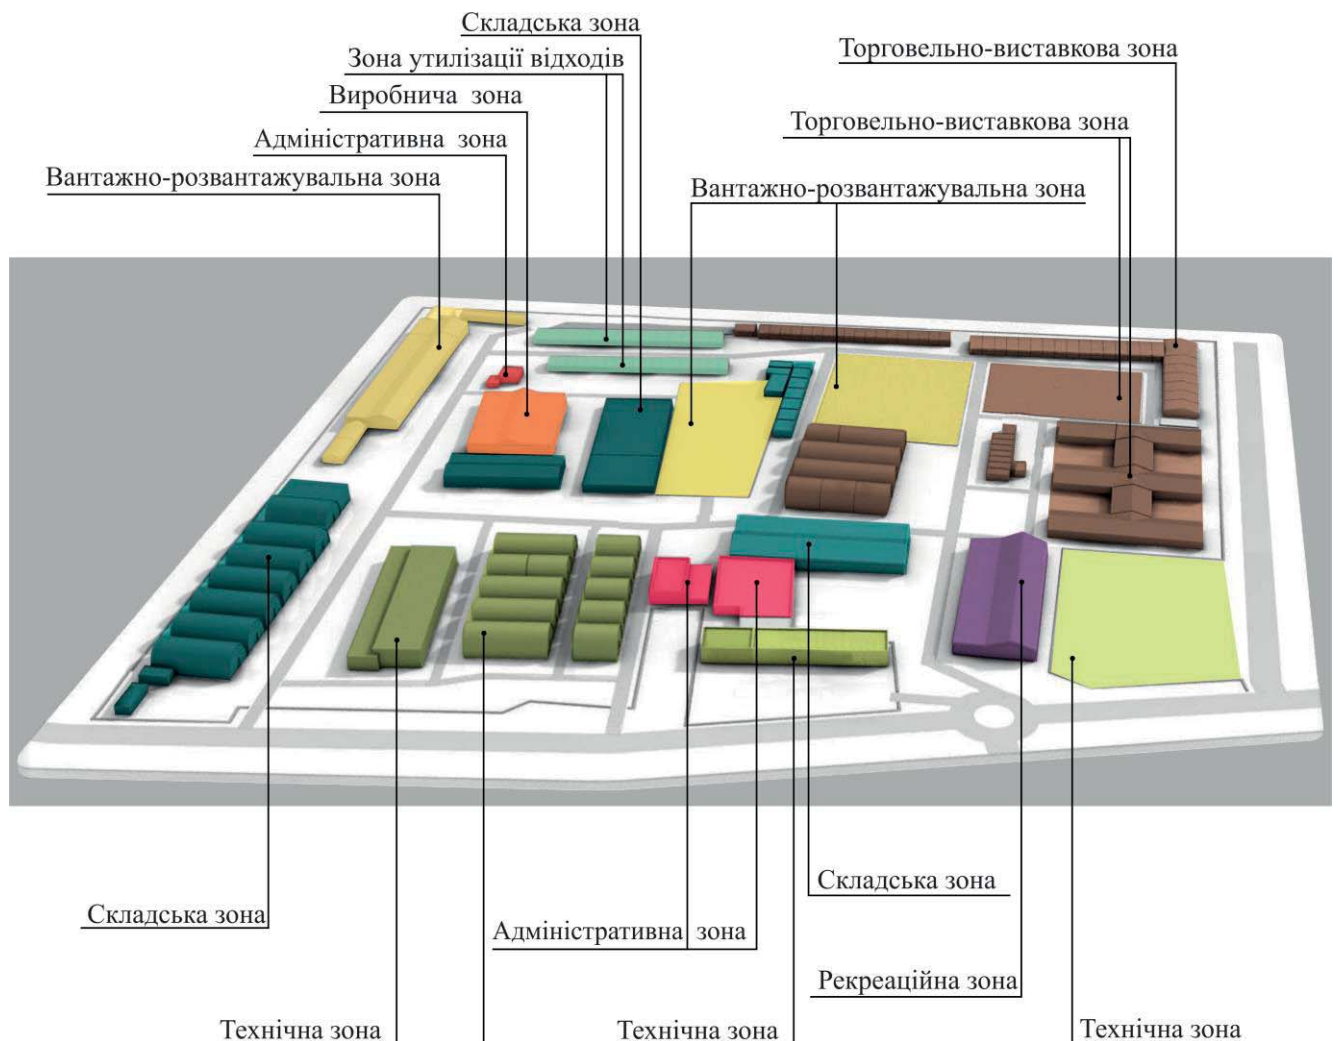 Складська зона
Торговельно-виставкова зона
Зона утилізації відходів
Виробнича зона
Торговельно-виставкова зона
Адміністративна зона
Вантажно-розвантажувальна зона
Вантажно-розвантажувальна зона
Складська зона
Складська зона
Адміністративна зона
Рекреаційна зона
Технічна зона
Технічна зона
Технічна зона